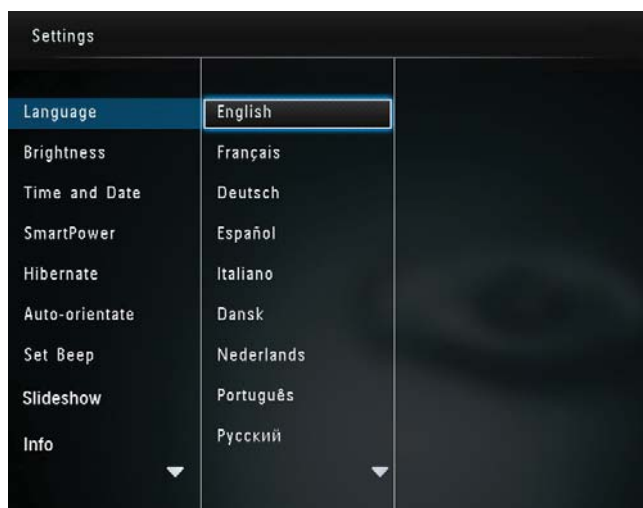 Settings
Language
Brightness
Time and Date
SmartPower
Hibernate
Auto-orientate
Set Beep
Slideshow
Info
English
Français
Deutsch
Español
Italiano
Dansk
Nederlands
Português
Русский